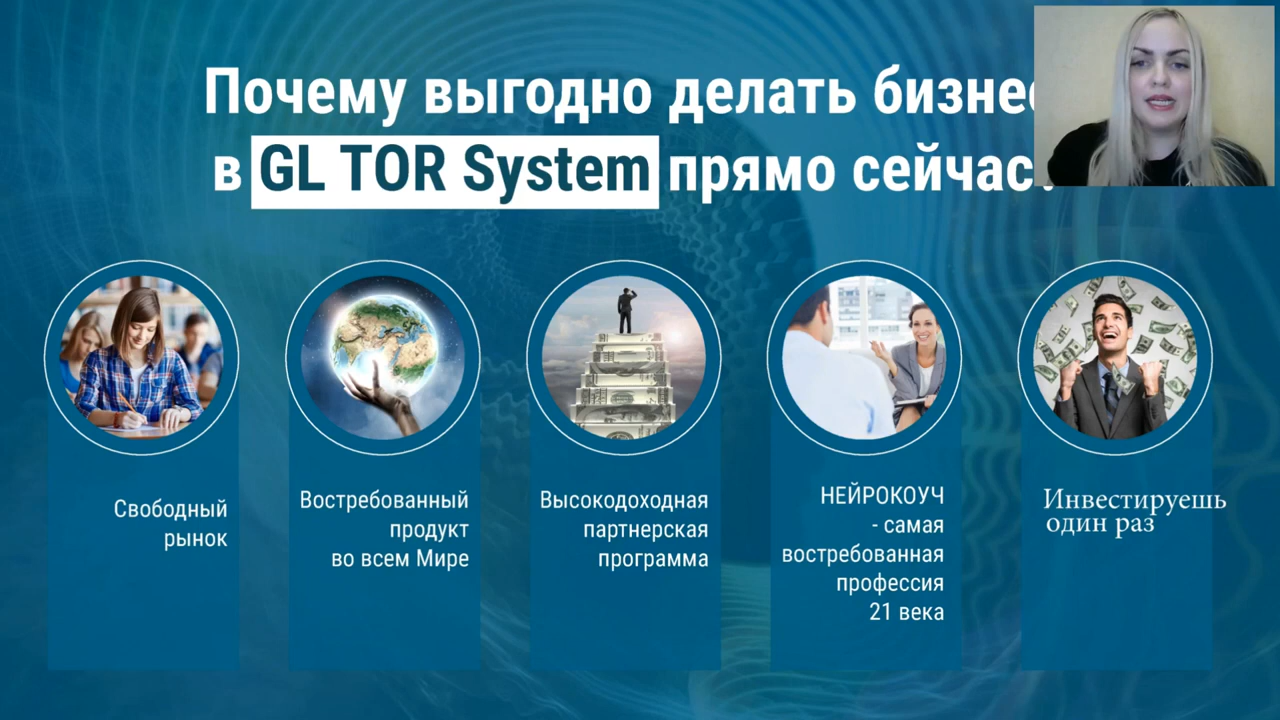 Почему выгодно делать
в GL TOR System прямо сейчас?
Свободный
рынок
Востребованный
продукт
во всем Мире
Высокодоходная
партнерская
программа
НЕЙРОКОУЧ
- самая
востребованная
профессия
21 века
Инвестируешь
один раз